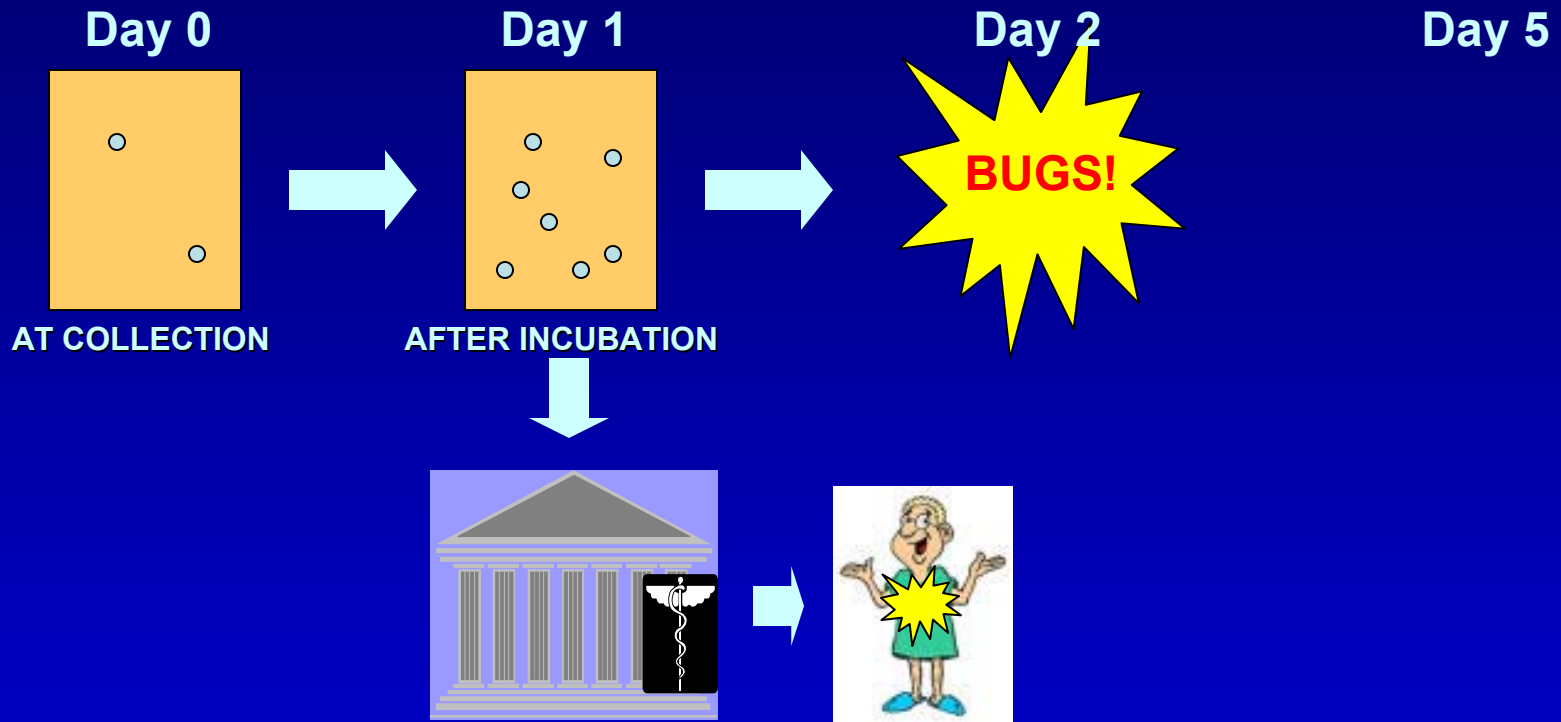 Day 0
Day 1
Day 2
Day 5
BUGS!
AT COLLECTION
AFTER INCUBATION